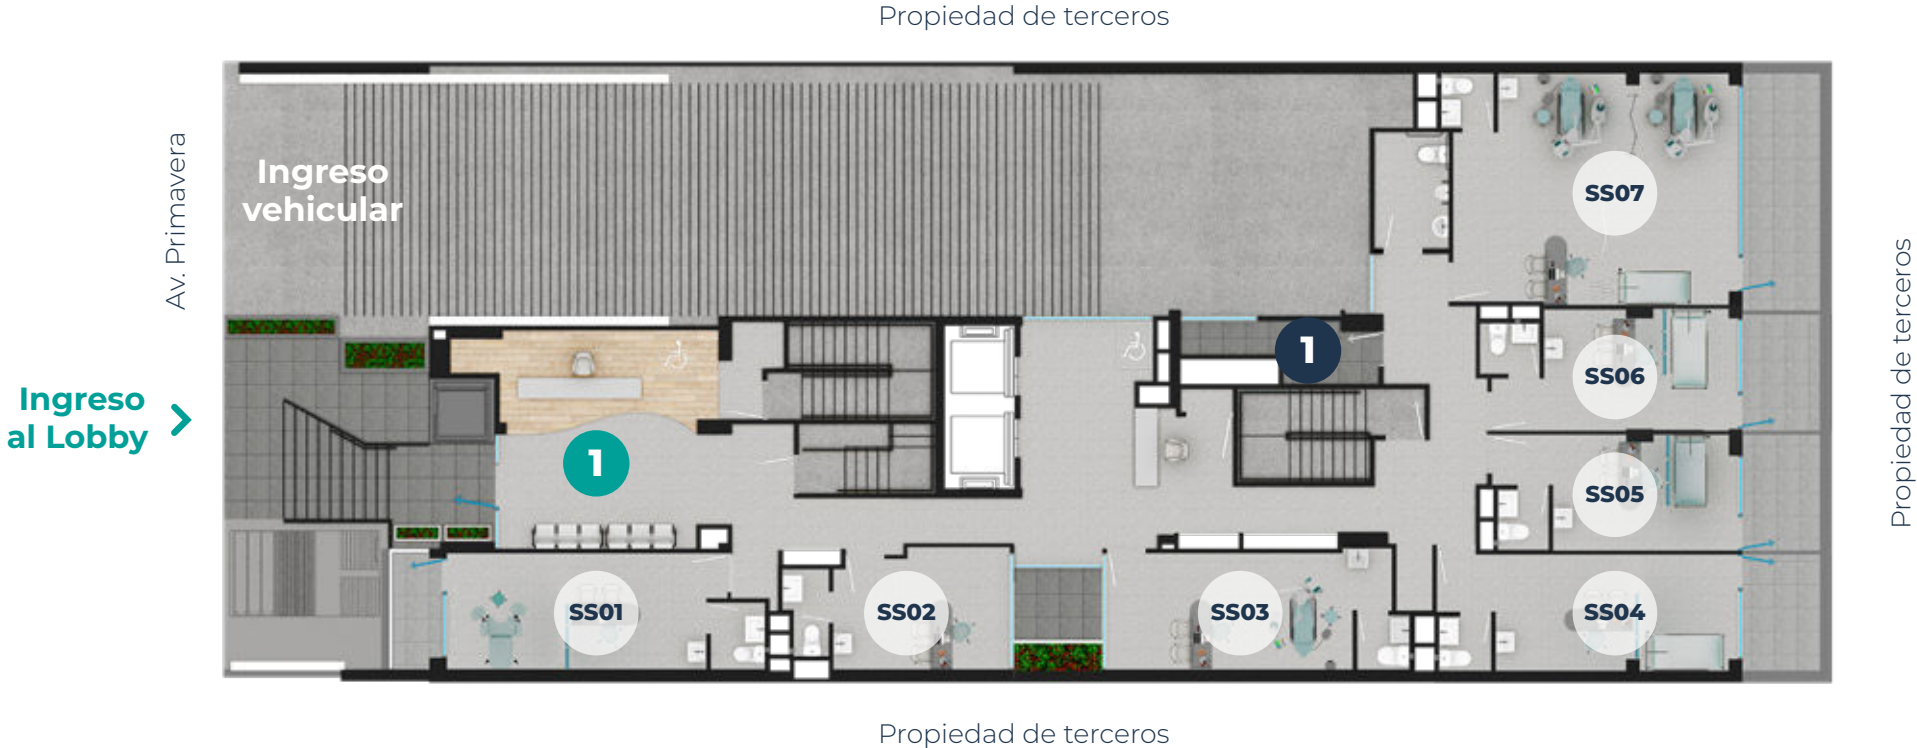 Propiedad de terceros
Av. Primavera
Ingreso
vehicular
SS07
Propiedad de terceros
1
SS06
Ingreso
al Lobby
1
SS05
SS01
SS02
SS03
SS04
Propiedad de terceros